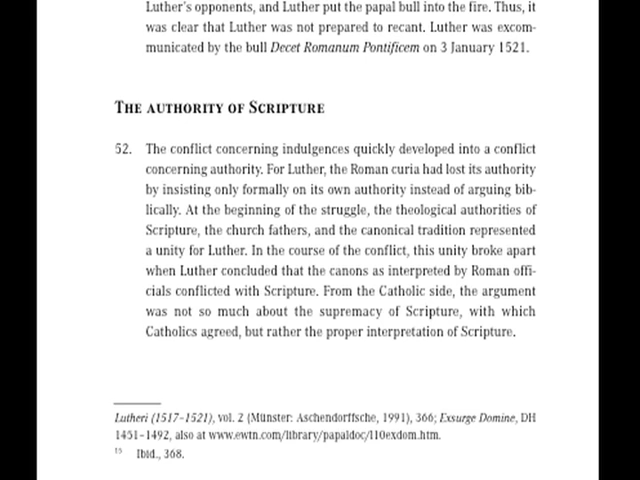 Luther's opponents, and Luther put the papal bull into the fire. Thus, it
was clear that Luther was not prepared to recant. Luther was excom-
municated by the bull Decet Romanum Pontificem on 3 January 1521.
THE AUTHORITY OF SCRIPTURE
52. The conflict concerning indulgences quickly developed into a conflict
concerning authority. For Luther, the Roman curia had lost its authority
by insisting only formally on its own authority instead of arguing bib-
lically. At the beginning of the struggle, the theological authorities of
Scripture, the church fathers, and the canonical tradition represented
a unity for Luther. In the course of the conflict, this unity broke apart
when Luther concluded that the canons as interpreted by Roman offi-
cials conflicted with Scripture. From the Catholic side, the argument
was not so much about the supremacy of Scripture, with which
Catholics agreed, but rather the proper interpretation of Scripture.
Lutheri (1517–1521), vol. 2 (Münster: Aschendorffsche, 1991), 366; Exsurge Domine, DH
1451–1492, also at www.ewtn.com/library/papaldoc/l10exdom.htm.
15 Ibid., 368.